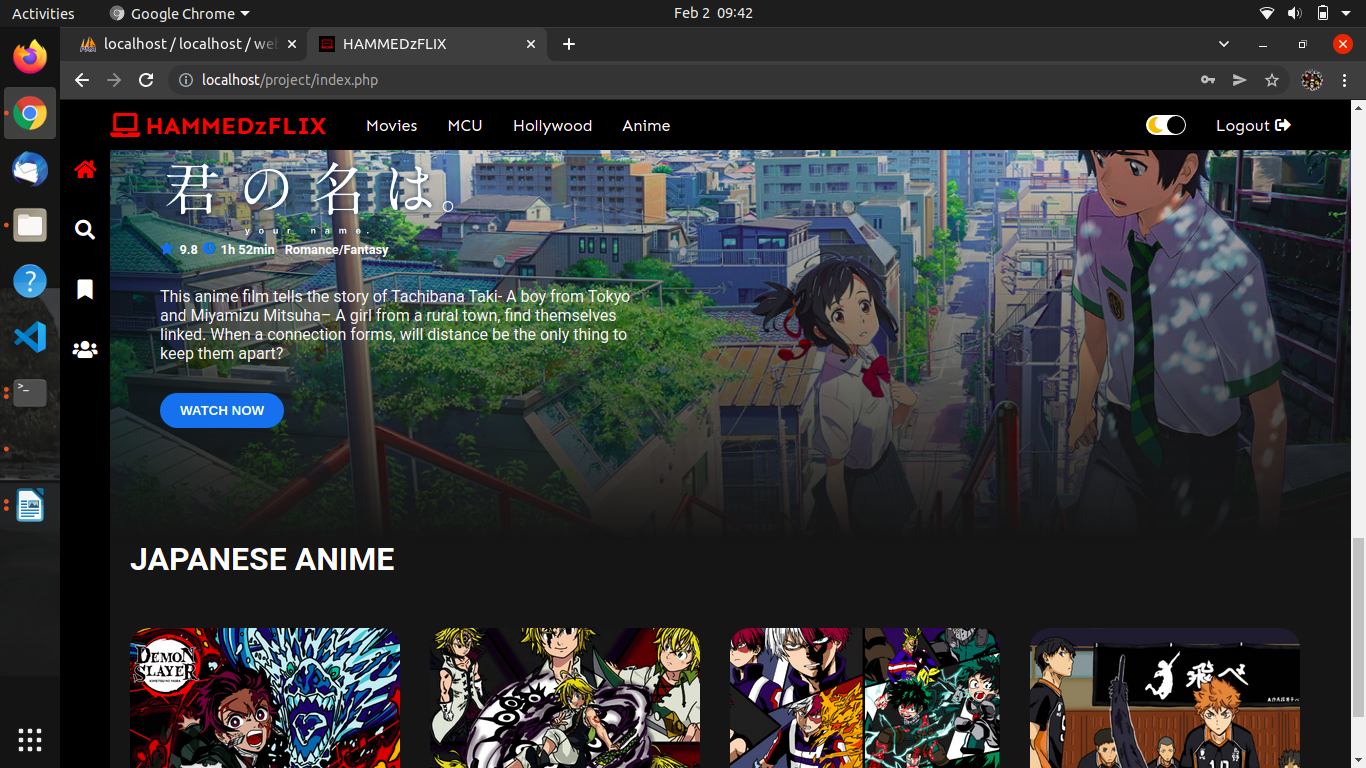 Activities
Google Chrome
Feb 2 09:42
localhost / localhost / we
HAMMEDzFLIX
localhost/project/index.php
HAMMEDzFLIX
Movies
MCU
Hollywood
Anime
Logout
君の名は。
your name.
9.8 1h 52min Romance/Fantasy
This anime film tells the story of Tachibana Taki- A boy from Tokyo
and Miyamizu Mitsuha– A girl from a rural town, find themselves
linked. When a connection forms, will distance be the only thing to
keep them apart?
WATCH NOW
JAPANESE ANIME
DEMON
SLAYER
飛べ